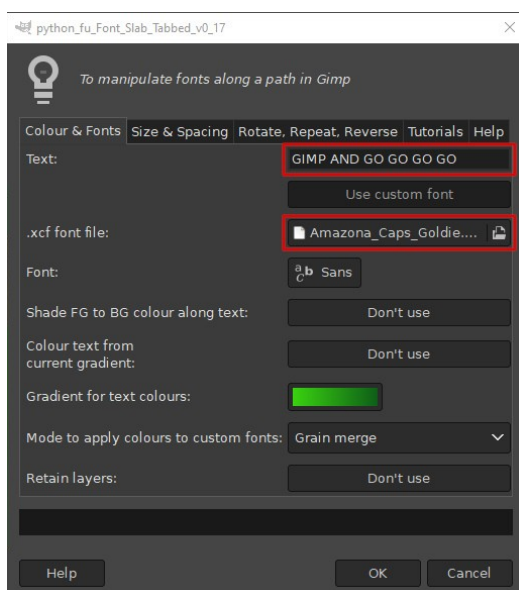 python_fu_Font_Slab_Tabbed_v0_17
To manipulate fonts along a path in Gimp
Colour & Fonts Size & Spacing Rotate, Repeat, Reverse Tutorials Help
Text: GIMP AND GO GO GO GO
Use custom font
.xcf font file: Amazona_Caps_Goldie....
Font: abc Sans
Shade FG to BG colour along text: Don't use
Colour text from
current gradient: Don't use
Gradient for text colours:
Mode to apply colours to custom fonts: Grain merge
Retain layers: Don't use
Help OK Cancel